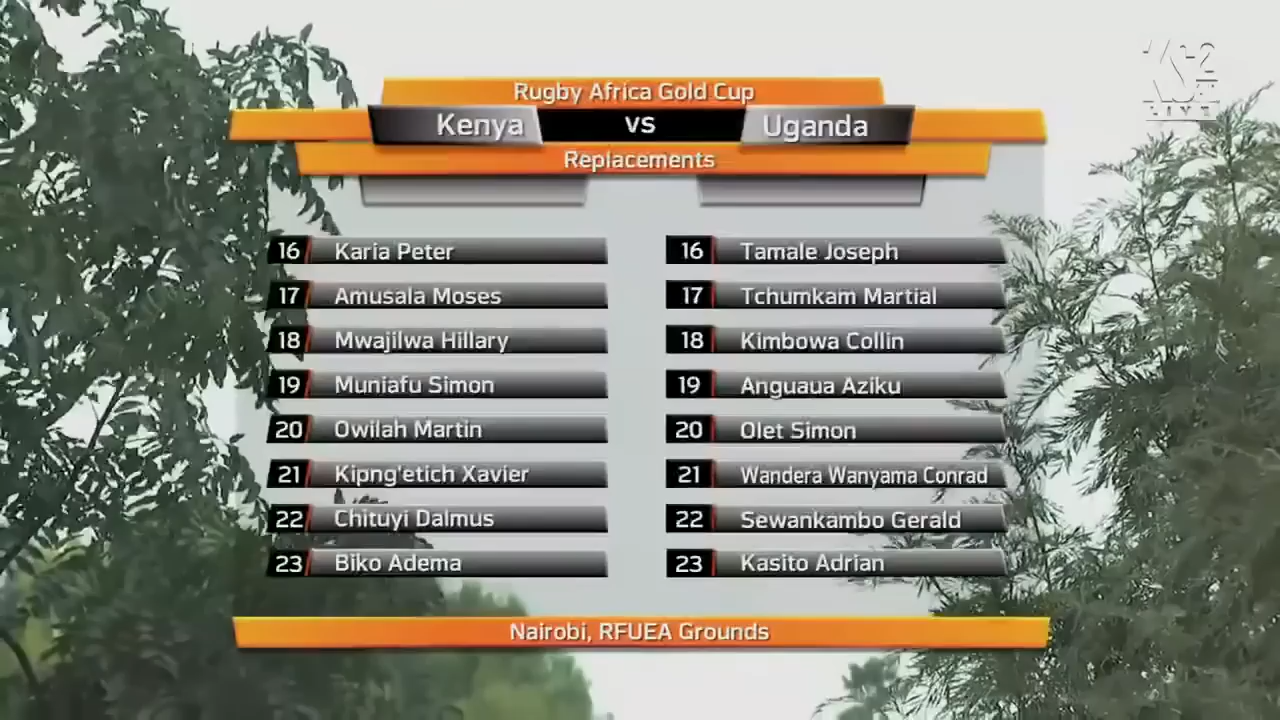 Rugby Africa Gold Cup
Kenya vs Uganda
Replacements
16 Karia Peter
17 Amusala Moses
18 Mwajilwa Hillary
19 Muniafu Simon
20 Owilah Martin
21 Kipng'etich Xavier
22 Chituyi Dalmus
23 Biko Adema
16 Tamale Joseph
17 Tchumkam Martial
18 Kimbowa Collin
19 Anguaua Aziku
20 Olet Simon
21 Wandera Wanyama Conrad
22 Sewankambo Gerald
23 Kasito Adrian
Nairobi, RFUEA Grounds
LIVE